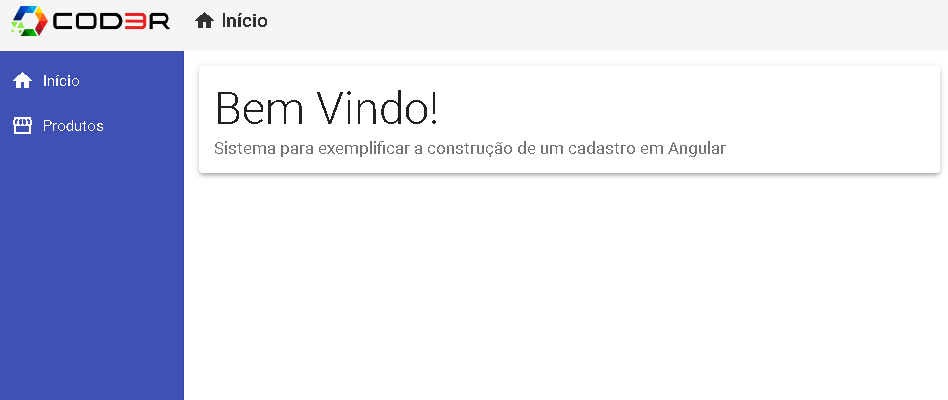 COD3R
Início
Início
Produtos
Bem Vindo!
Sistema para exemplificar a construção de um cadastro em Angular